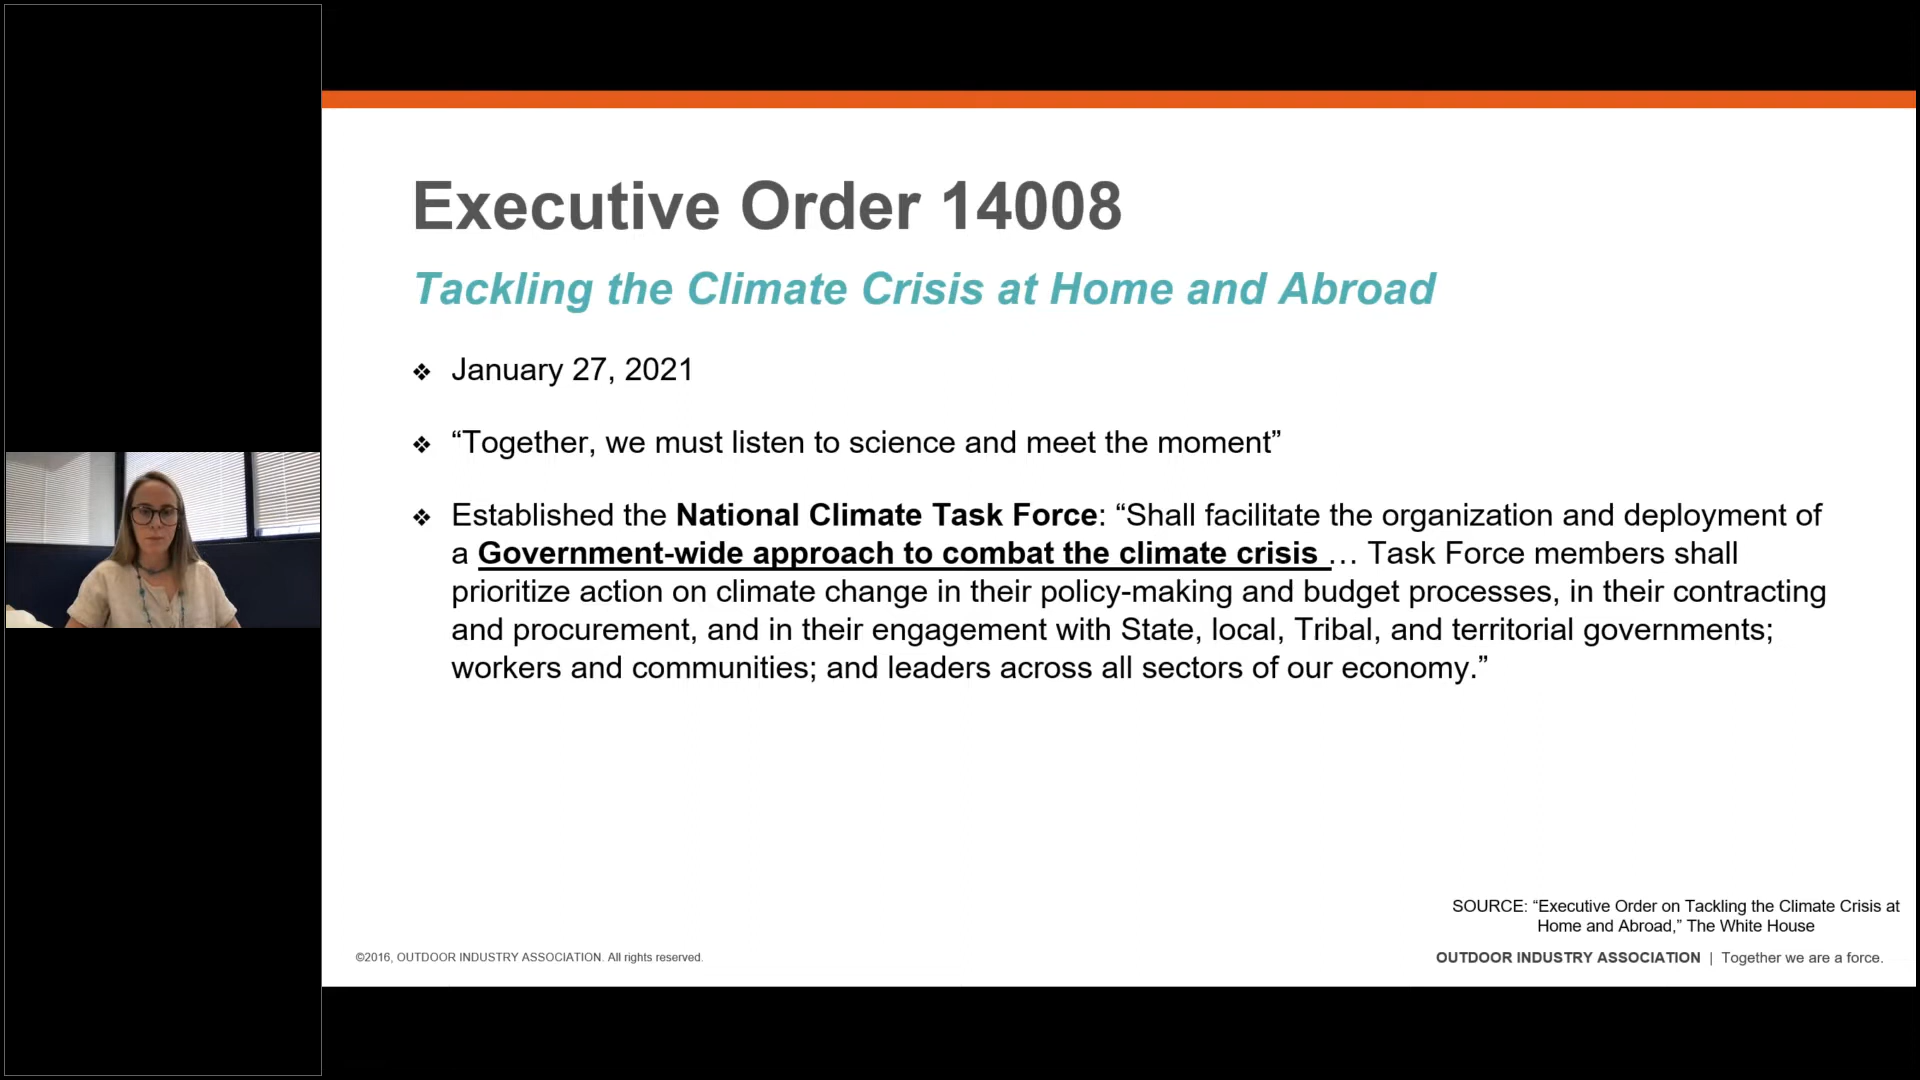 Executive Order 14008
Tackling the Climate Crisis at Home and Abroad
❖ January 27, 2021
❖ “Together, we must listen to science and meet the moment”
❖ Established the National Climate Task Force: “Shall facilitate the organization and deployment of
a Government-wide approach to combat the climate crisis … Task Force members shall
prioritize action on climate change in their policy-making and budget processes, in their contracting
and procurement, and in their engagement with State, local, Tribal, and territorial governments;
workers and communities; and leaders across all sectors of our economy.”
SOURCE: “Executive Order on Tackling the Climate Crisis at
Home and Abroad,” The White House
©2016, OUTDOOR INDUSTRY ASSOCIATION. All rights reserved.
OUTDOOR INDUSTRY ASSOCIATION | Together we are a force.